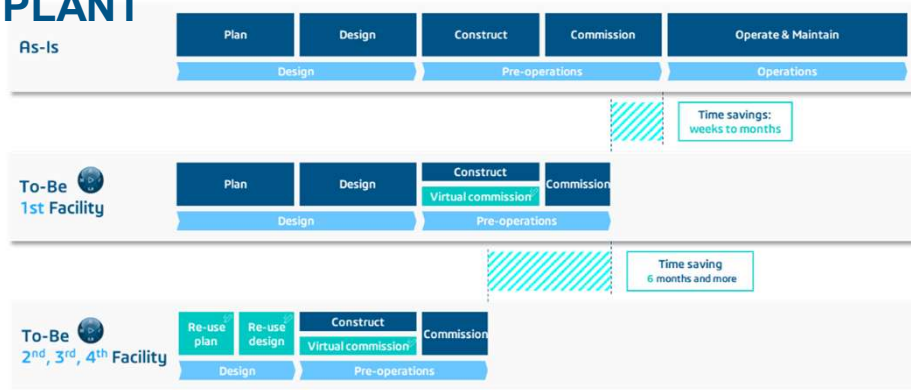 PLANT
As-Is
Plan
Design
Construct
Commission
Operate & Maintain
Design
Pre-operations
Operations
Time savings:
weeks to months
To-Be
1st Facility
Plan
Design
Construct
Virtual commission
Commission
Design
Pre-operations
Time saving
6 months and more
To-Be
2nd, 3rd, 4th Facility
Re-use
plan
Re-use
design
Construct
Virtual commission
Commission
Design
Pre-operations